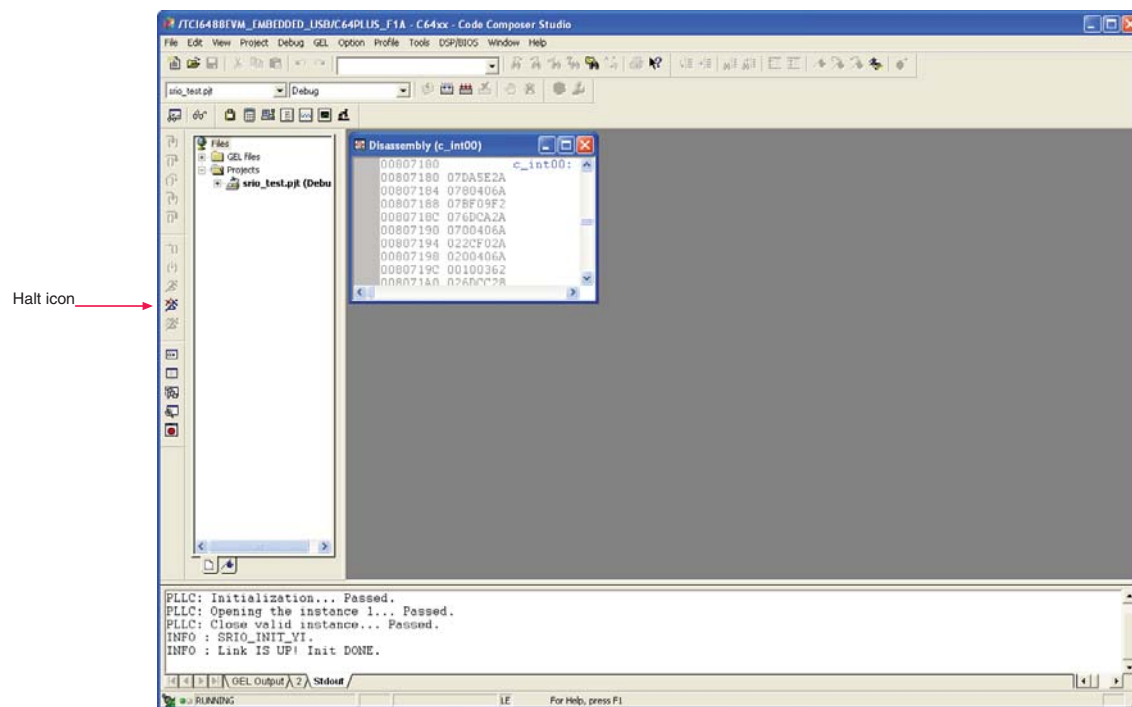 /TCI6488EVM_EMBEDDED_USB/C64PLUS_F1A - C64xx - Code Composer Studio
File Edit View Project Debug GEL Option Profile Tools DSP/BIOS Window Help
srio_test.pjt Debug
Files
GEL files
Projects
srio_test.pjt (Debu
Disassembly (c_int00)
00807180 c_int00:
00807180 07DA5E2A
00807184 0780406A
00807188 07BF09F2
0080718C 076DCA2A
00807190 0700406A
00807194 022CF02A
00807198 0200406A
0080719C 00100362
008071A0 026DCC28
Halt icon
PLLC: Initialization... Passed.
PLLC: Opening the instance 1... Passed.
PLLC: Close valid instance... Passed.
INFO : SRIO_INIT_VI.
INFO : Link IS UP! Init DONE.
GEL Output 2 Stdout
RUNNING LE For Help, press F1